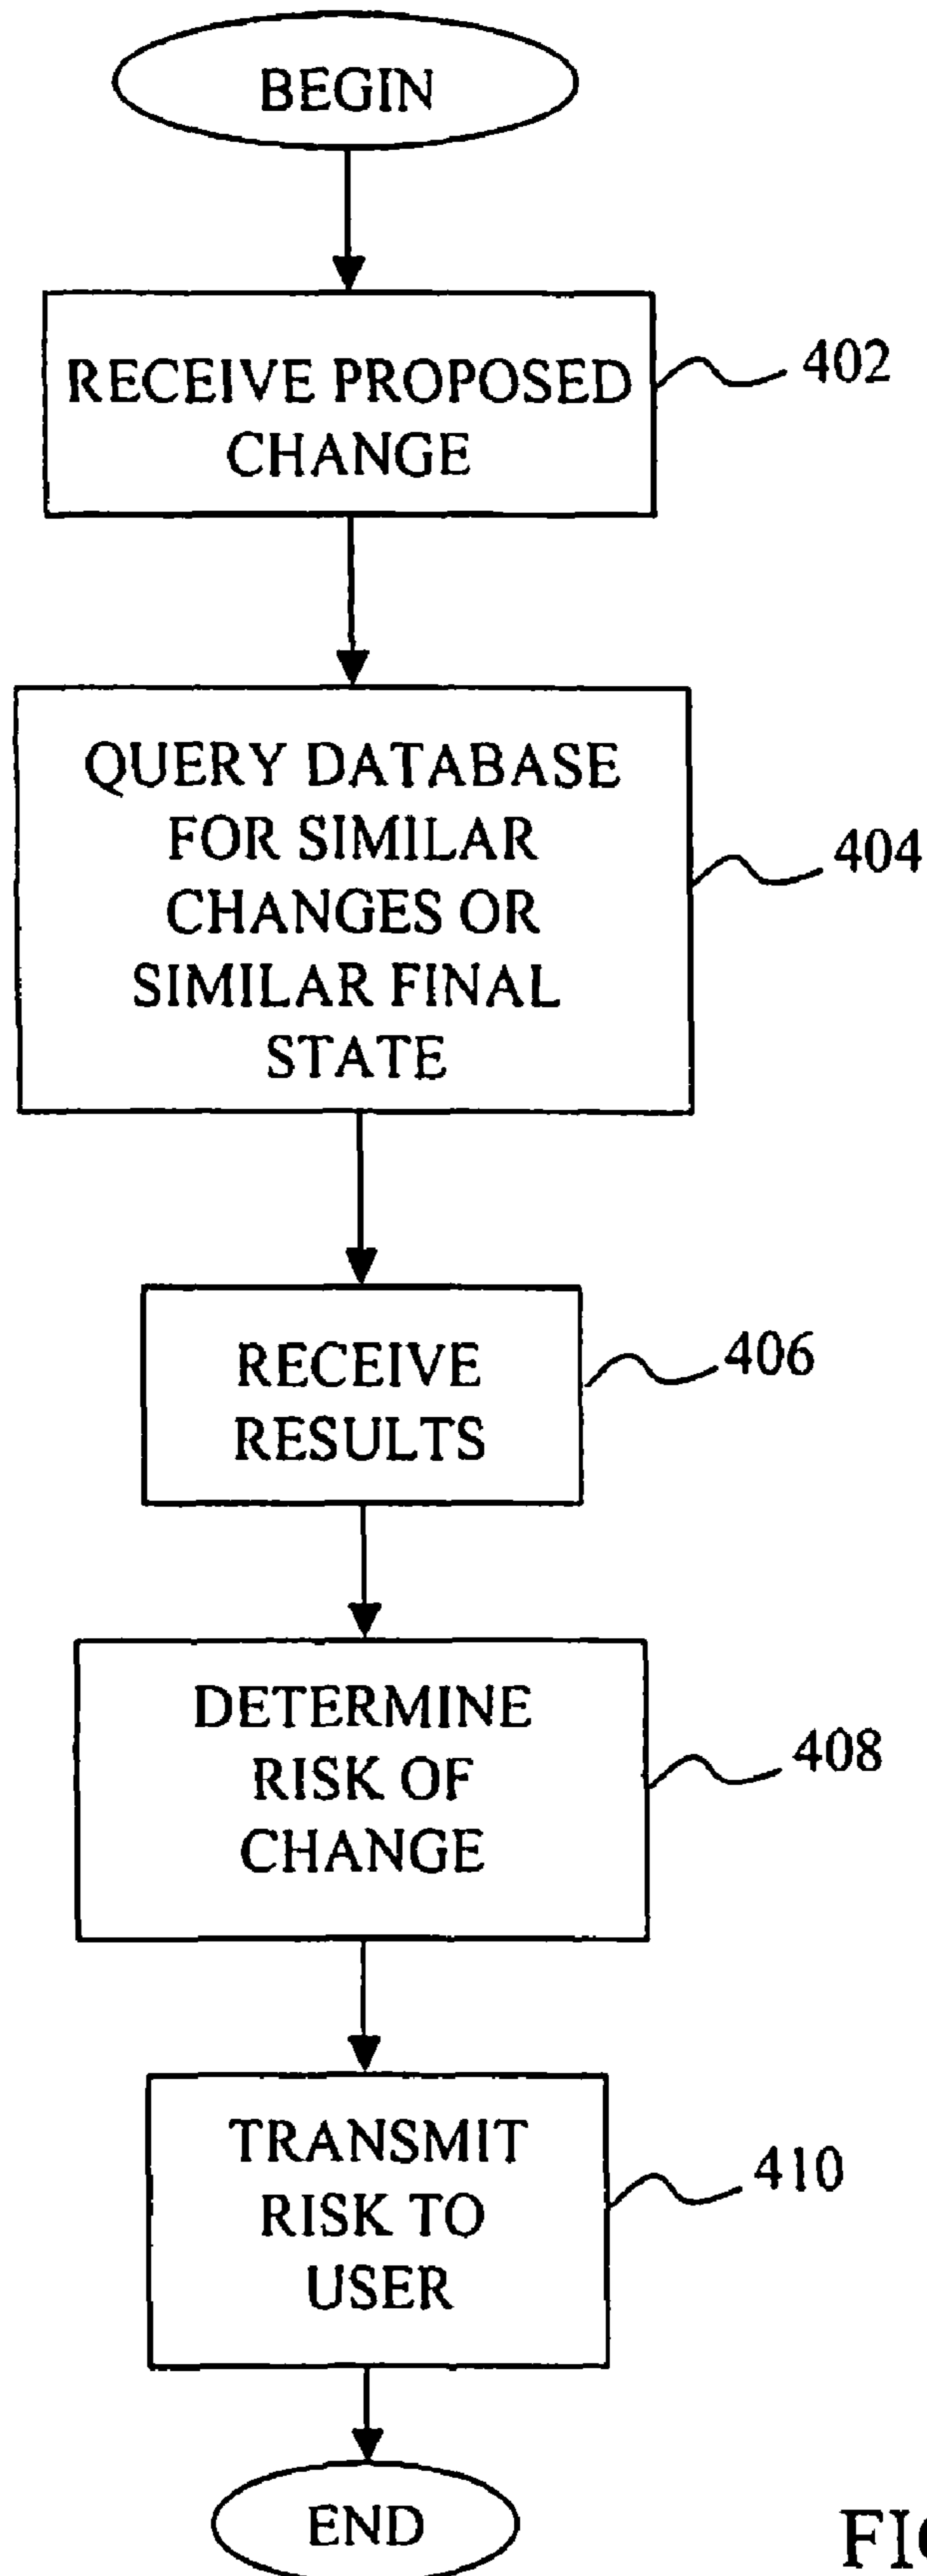 BEGIN
RECEIVE PROPOSED
CHANGE
402
QUERY DATABASE
FOR SIMILAR
CHANGES OR
SIMILAR FINAL
STATE
404
RECEIVE
RESULTS
406
DETERMINE
RISK OF
CHANGE
408
TRANSMIT
RISK TO
USER
410
END